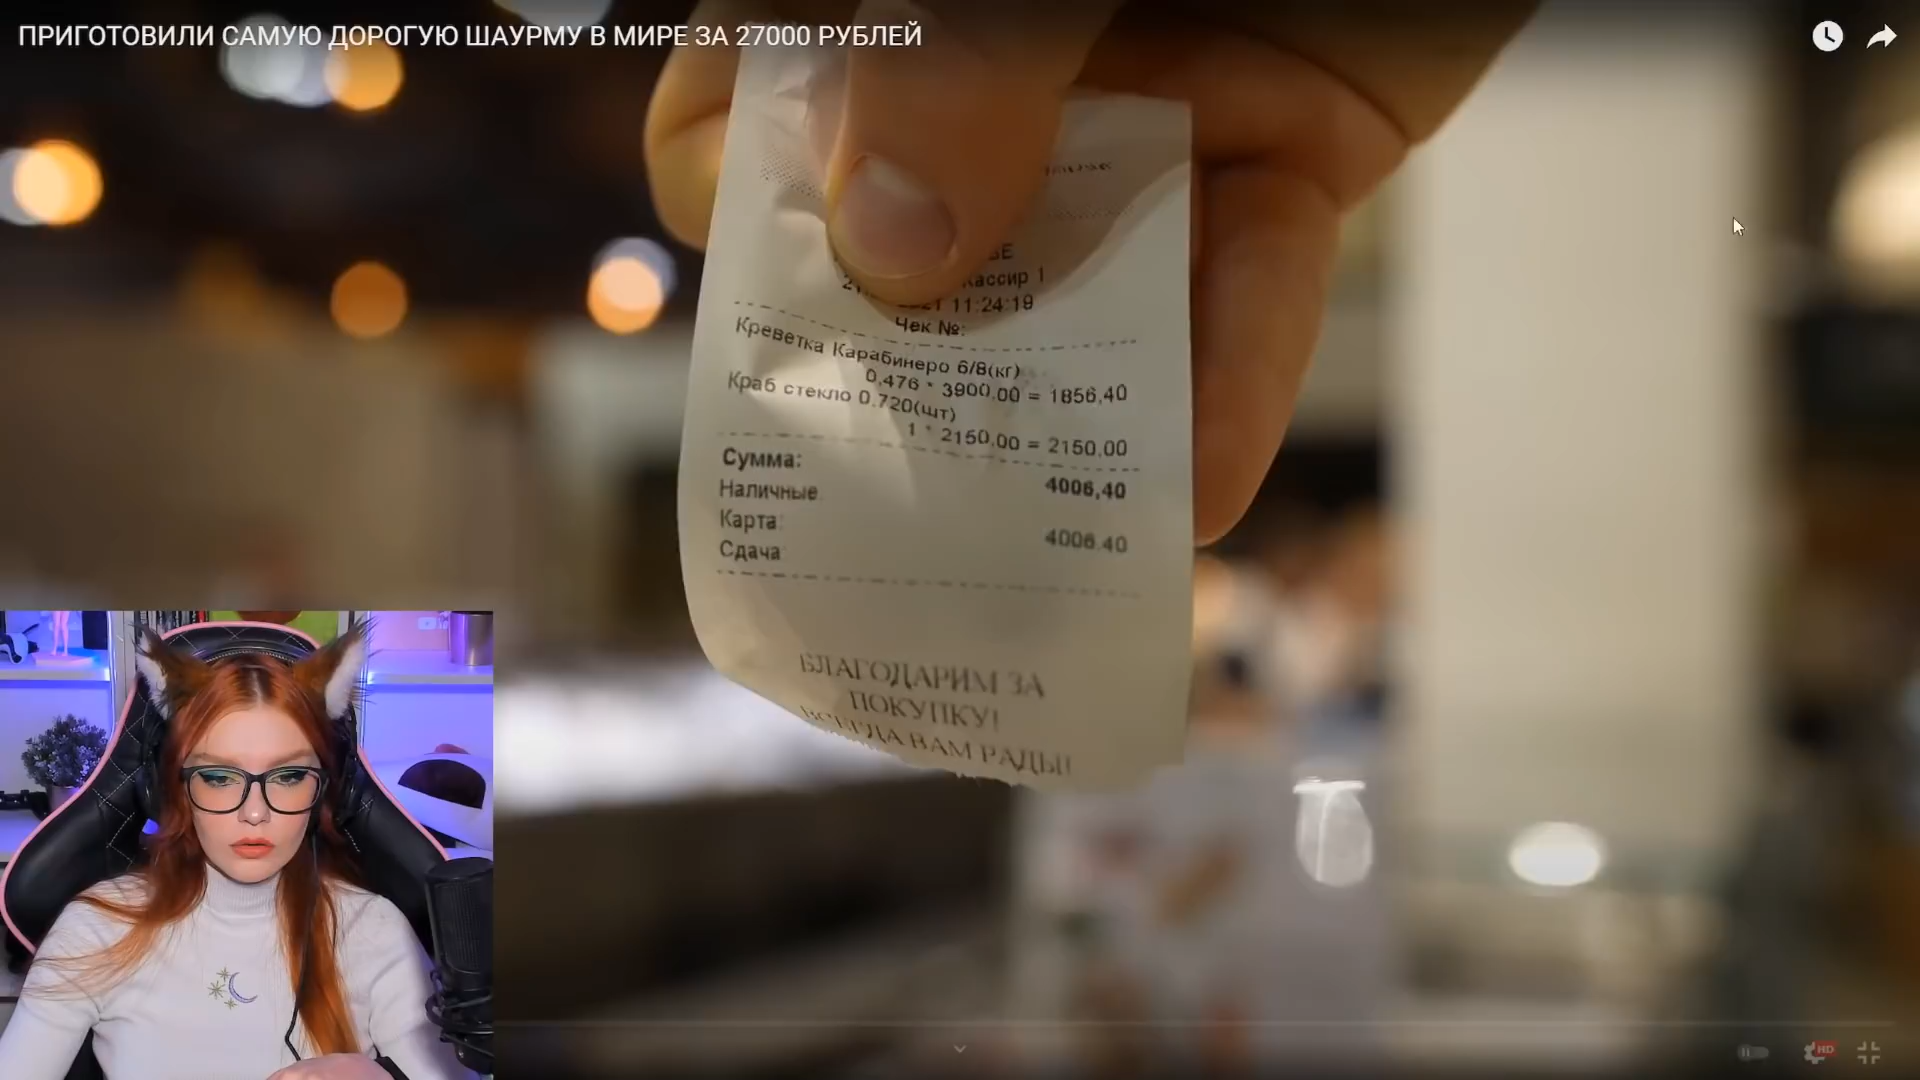 ПРИГОТОВИЛИ САМУЮ ДОРОГУЮ ШАУРМУ В МИРЕ ЗА 27000 РУБЛЕЙ
Кассир 1
11:24:19
Чек №:
Креветка Карабинеро 6/8(кг)
0.476 * 3900.00 = 1856,40
Краб стекло 0.720(шт)
1 * 2150.00 = 2150.00
Сумма: 4006,40
Наличные:
Карта: 4006.40
Сдача:
БЛАГОДАРИМ ЗА
ПОКУПКУ!
ВСЕГДА ВАМ РАДЫ!
HD